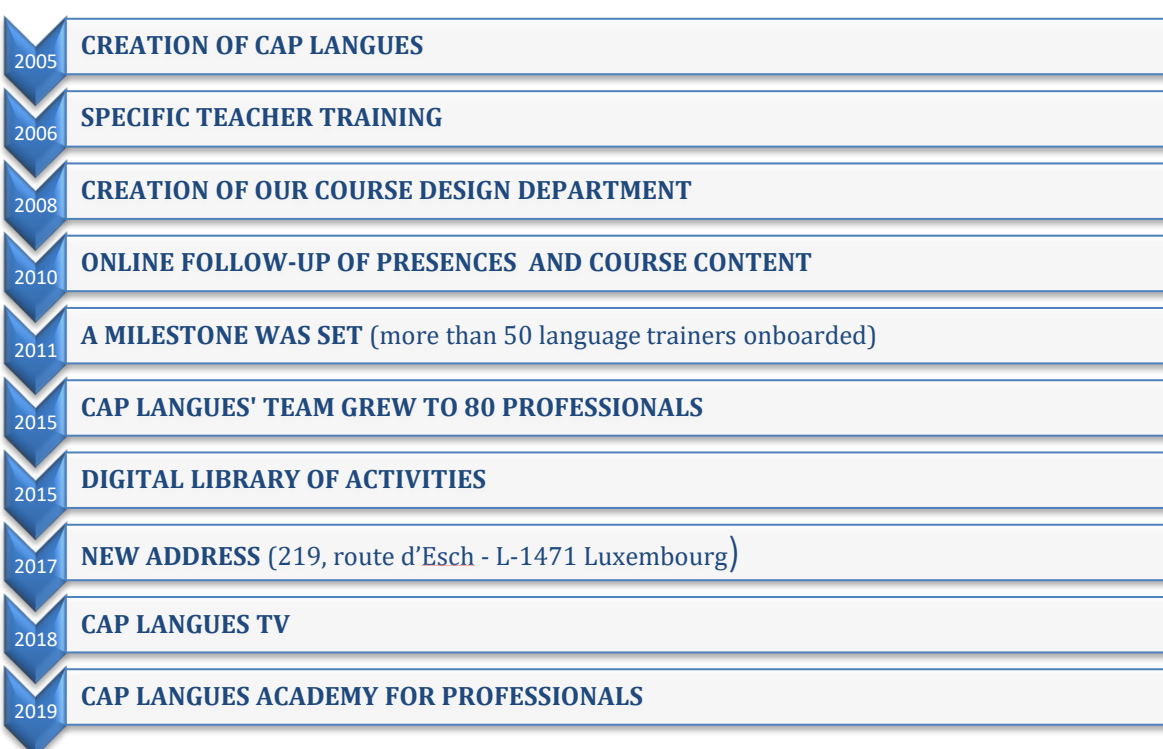 2005 CREATION OF CAP LANGUES
2006 SPECIFIC TEACHER TRAINING
2008 CREATION OF OUR COURSE DESIGN DEPARTMENT
2010 ONLINE FOLLOW-UP OF PRESENCES AND COURSE CONTENT
2011 A MILESTONE WAS SET (more than 50 language trainers onboarded)
2015 CAP LANGUES' TEAM GREW TO 80 PROFESSIONALS
2015 DIGITAL LIBRARY OF ACTIVITIES
2017 NEW ADDRESS (219, route d’Esch - L-1471 Luxembourg)
2018 CAP LANGUES TV
2019 CAP LANGUES ACADEMY FOR PROFESSIONALS